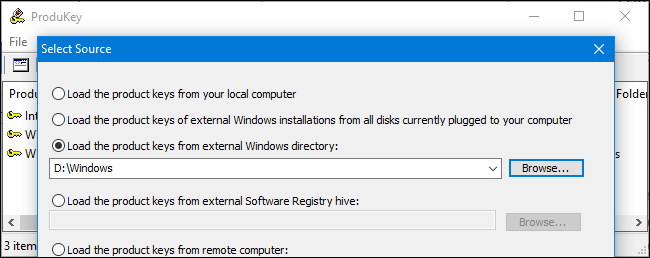 ProduKey
File
Select Source
Load the product keys from your local computer
Load the product keys of external Windows installations from all disks currently plugged to your computer
Load the product keys from external Windows directory:
D:\Windows
Browse...
Load the product keys from external Software Registry hive:
Browse...
Load the product keys from remote computer:
Produ
Folder
Int
W
W
s
3 item